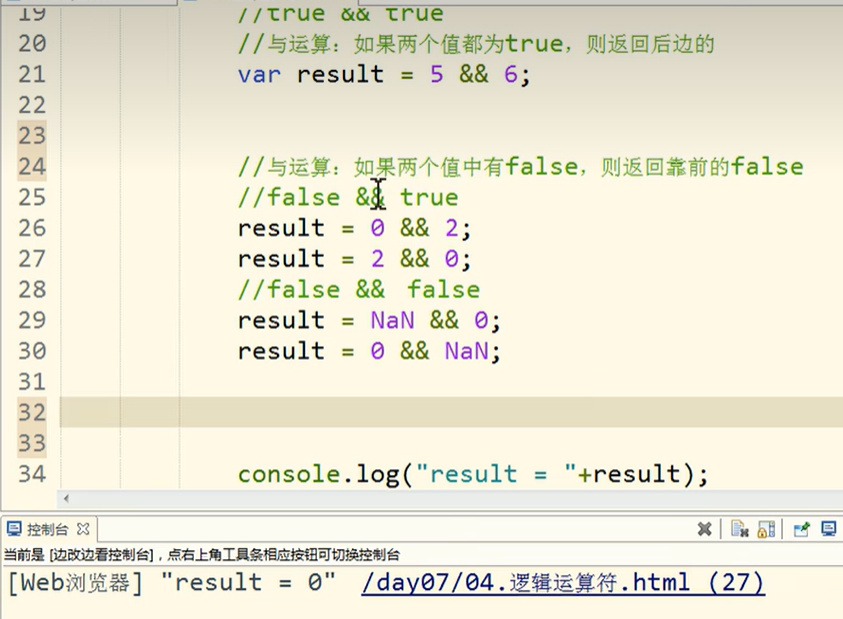 19 //true && true
20 //与运算：如果两个值都为true，则返回后边的
21 var result = 5 && 6;
22
23
24 //与运算：如果两个值中有false，则返回靠前的false
25 //false && true
26 result = 0 && 2;
27 result = 2 && 0;
28 //false && false
29 result = NaN && 0;
30 result = 0 && NaN;
31
32
33
34 console.log("result = "+result);
控制台
当前是 [边改边看控制台]，点右上角工具条相应按钮可切换控制台
[Web浏览器] "result = 0" /day07/04.逻辑运算符.html (27)